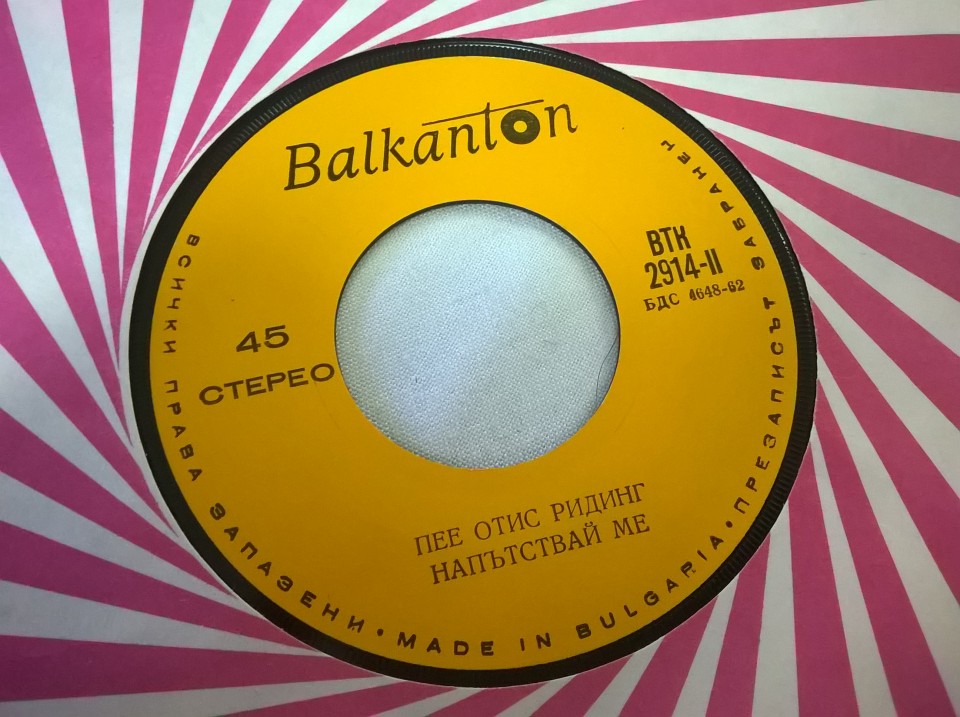 Balkanton
ВТК
2914-II
БДС 4648-62
45
СТЕРЕО
ПЕЕ ОТИС РИДИНГ
НАПЪТСТВАЙ МЕ
ВСИЧКИ ПРАВА ЗАПАЗЕНИ • MADE IN BULGARIA • ПРЕЗАПИСЪТ ЗАБРАНЕН